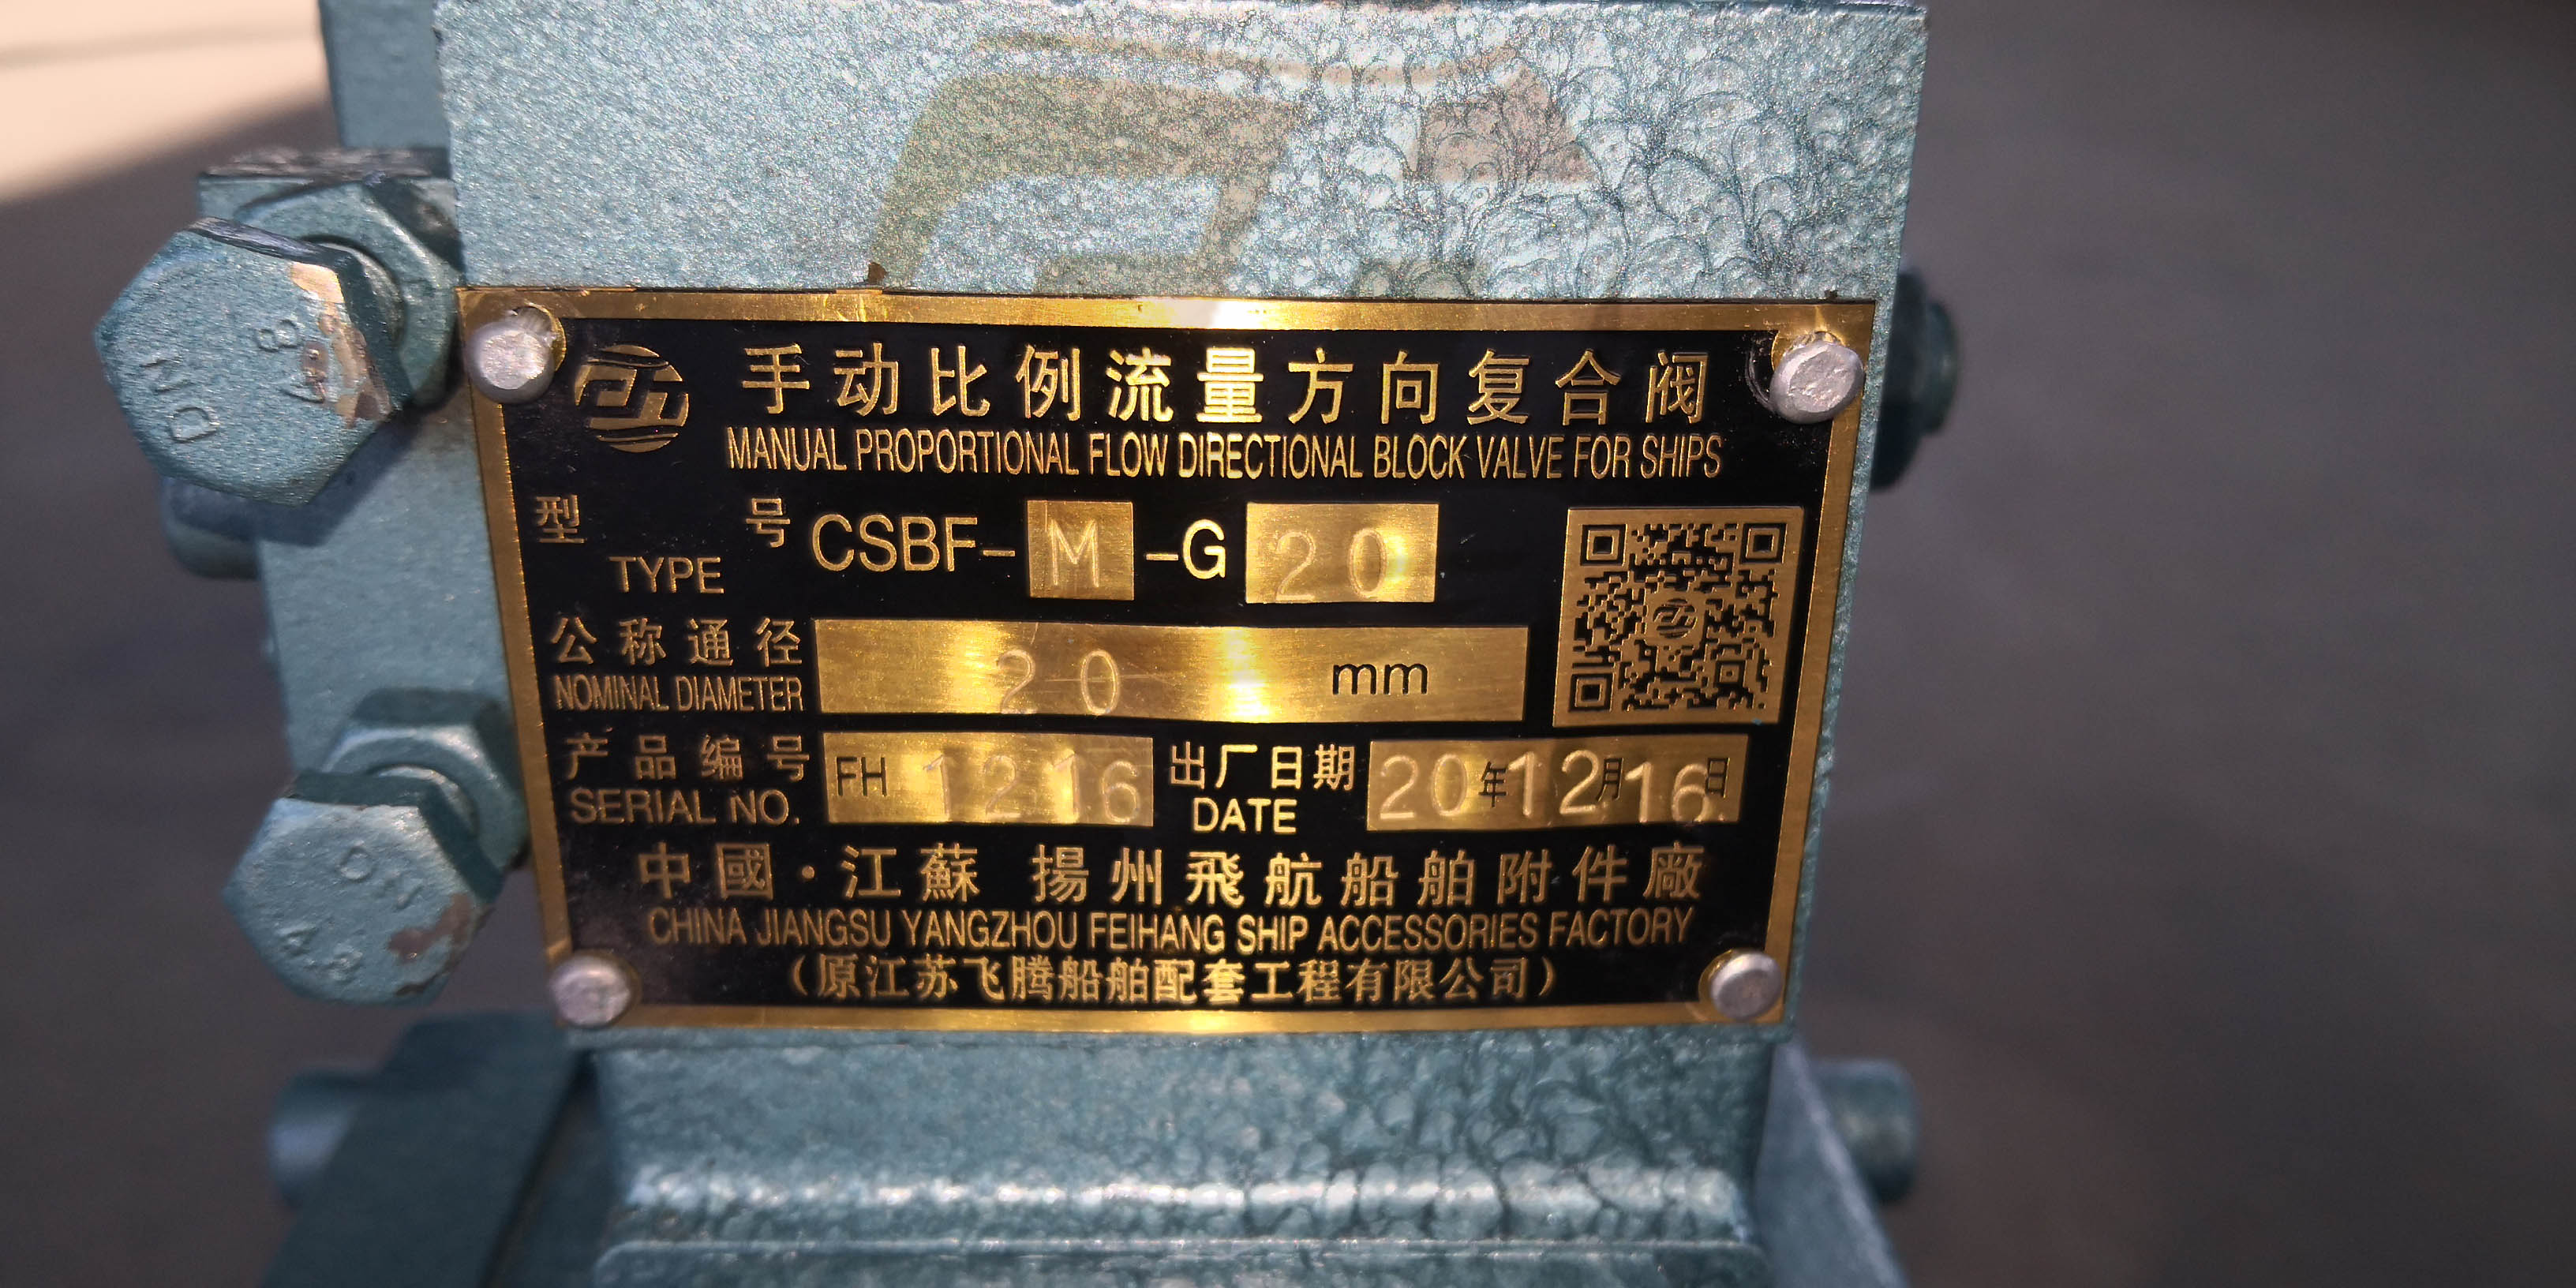 手动比例流量方向复合阀
MANUAL PROPORTIONAL FLOW DIRECTIONAL BLOCK VALVE FOR SHIPS
型 号 CSBF-M-G20
TYPE
公称通径 20 mm
NOMINAL DIAMETER
产品编号 FH 1216 出厂日期 20年12月16日
SERIAL NO. DATE
中國·江蘇 揚州飛航船舶附件廠
CHINA JIANGSU YANGZHOU FEIHANG SHIP ACCESSORIES FACTORY
(原江苏飞腾船舶配套工程有限公司)
DN
4.8
DN
4.8